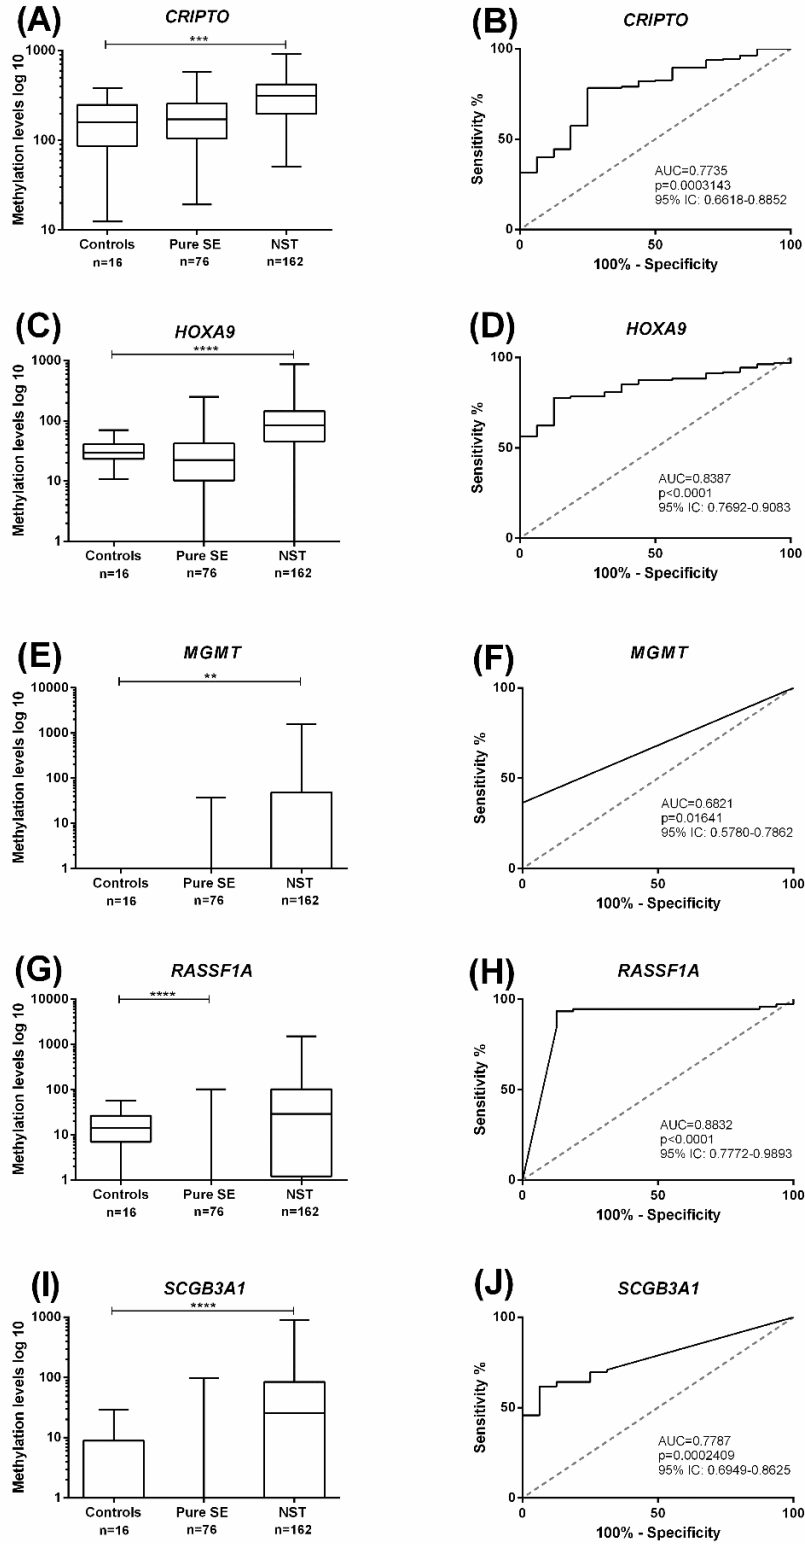 (A) CRIPTO
***
Methylation levels log 10
1000
100
10
Controls Pure SE NST
n=16 n=76 n=162
(B) CRIPTO
Sensitivity %
100
50
0
AUC=0.7735
p=0.0003143
95% IC: 0.6618-0.8852
0 50 100
100% - Specificity
(C) HOXA9
****
Methylation levels log 10
1000
100
10
1
Controls Pure SE NST
n=16 n=76 n=162
(D) HOXA9
Sensitivity %
100
50
0
AUC=0.8387
p<0.0001
95% IC: 0.7692-0.9083
0 50 100
100% - Specificity
(E) MGMT
**
Methylation levels log 10
10000
1000
100
10
1
Controls Pure SE NST
n=16 n=76 n=162
(F) MGMT
Sensitivity %
100
50
0
AUC=0.6821
p=0.01641
95% IC: 0.5780-0.7862
0 50 100
100% - Specificity
(G) RASSF1A
****
Methylation levels log 10
10000
1000
100
10
1
Controls Pure SE NST
n=16 n=76 n=162
(H) RASSF1A
Sensitivity %
100
50
0
AUC=0.8832
p<0.0001
95% IC: 0.7772-0.9893
0 50 100
100% - Specificity
(I) SCGB3A1
****
Methylation levels log 10
1000
100
10
1
Controls Pure SE NST
n=16 n=76 n=162
(J) SCGB3A1
Sensitivity %
100
50
0
AUC=0.7787
p=0.0002409
95% IC: 0.6949-0.8625
0 50 100
100% - Specificity